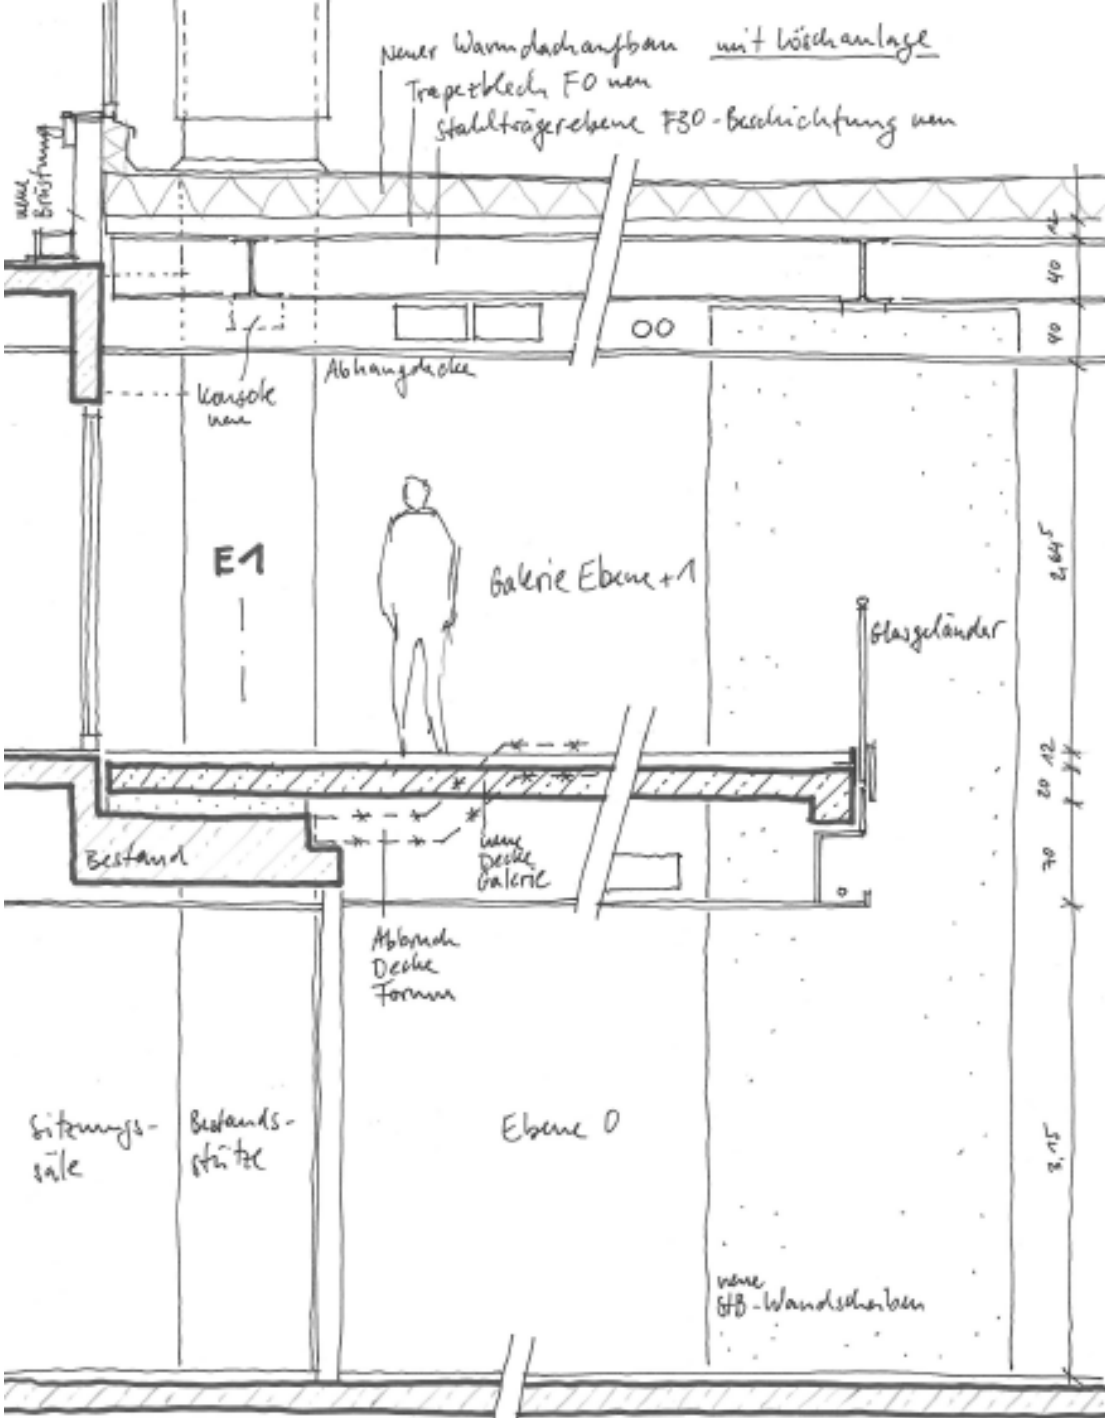 Neuer Warmdachaufbau mit Löschanlage
Trapezblech F0 neu
Stahlträgerebene F30-Beschichtung neu
neue
Brüstung
12
40
40
Abhangdecke
Konsole
neu
E1
Galerie Ebene +1
2,64⁵
Glasgeländer
12
20
70
Bestand
neue
Decke
Galerie
Abbruch
Decke
Forum
Sitzungs-
säle
Bestands-
stütze
Ebene 0
3,15
neue
StB-Wandscheiben